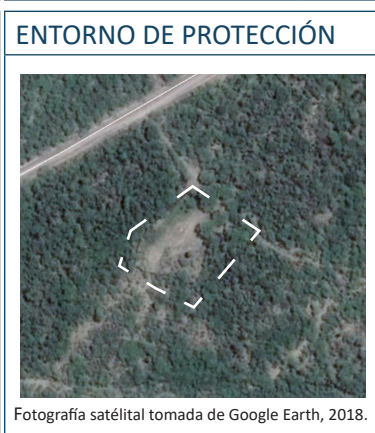 ENTORNO DE PROTECCIÓN
Fotografía satélital tomada de Google Earth, 2018.